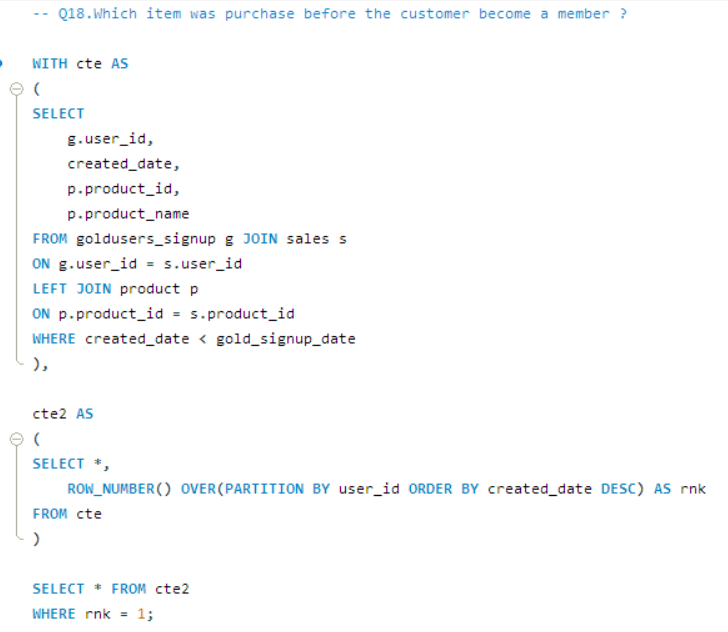 -- Q18.Which item was purchase before the customer become a member ?
WITH cte AS
(
SELECT
g.user_id,
created_date,
p.product_id,
p.product_name
FROM goldusers_signup g JOIN sales s
ON g.user_id = s.user_id
LEFT JOIN product p
ON p.product_id = s.product_id
WHERE created_date < gold_signup_date
),
cte2 AS
(
SELECT *,
ROW_NUMBER() OVER(PARTITION BY user_id ORDER BY created_date DESC) AS rnk
FROM cte
)
SELECT * FROM cte2
WHERE rnk = 1;